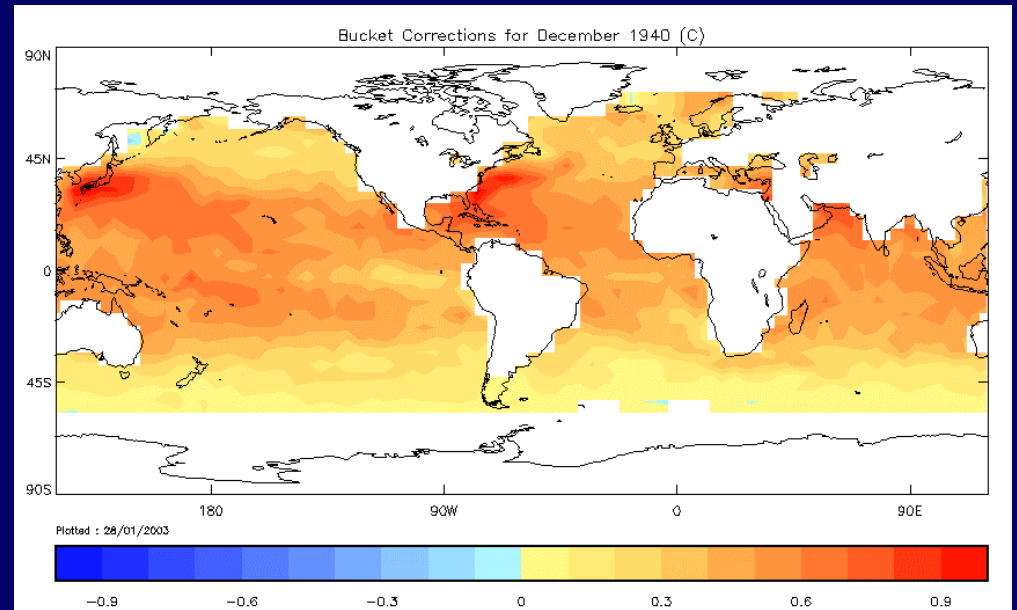 Bucket Corrections for December 1940 (C)
90N
45N
0
45S
90S
180 90W 0 90E
Plotted : 28/01/2003
−0.9 −0.6 −0.3 0 0.3 0.6 0.9